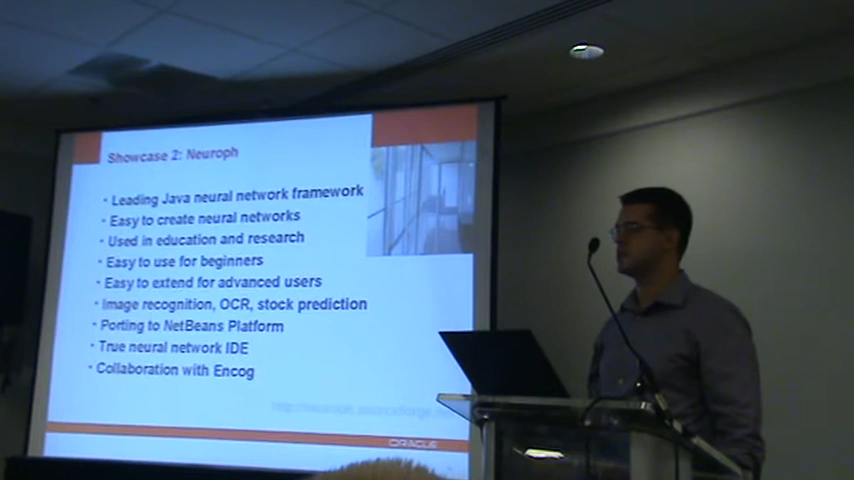 Showcase 2: Neuroph
• Leading Java neural network framework
• Easy to create neural networks
• Used in education and research
• Easy to use for beginners
• Easy to extend for advanced users
• Image recognition, OCR, stock prediction
• Porting to NetBeans Platform
• True neural network IDE
• Collaboration with Encog
ORACLE